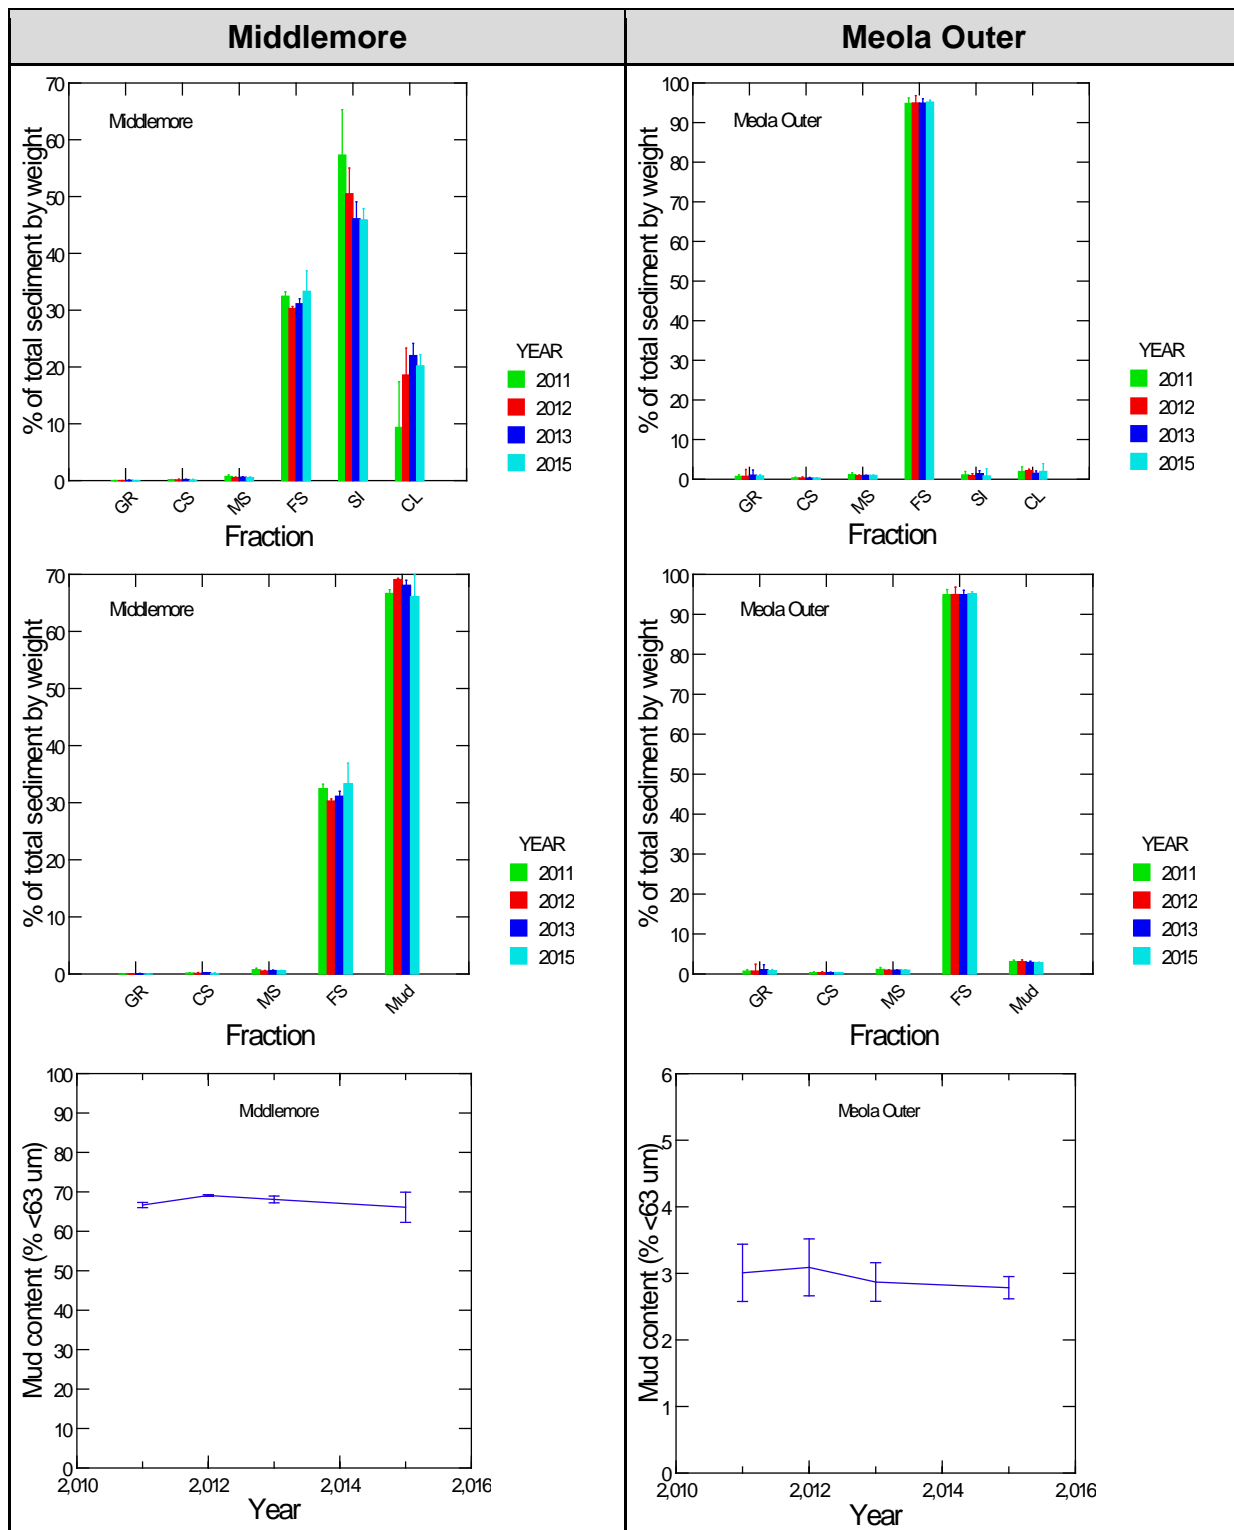 Middlemore
Meola Outer
70
60
50
40
30
20
10
0
% of total sediment by weight
Middlemore
GR
CS
MS
FS
SI
CL
Fraction
YEAR
2011
2012
2013
2015
100
90
80
70
60
50
40
30
20
10
0
% of total sediment by weight
Meola Outer
GR
CS
MS
FS
SI
CL
Fraction
YEAR
2011
2012
2013
2015
70
60
50
40
30
20
10
0
% of total sediment by weight
Middlemore
GR
CS
MS
FS
Mud
Fraction
YEAR
2011
2012
2013
2015
100
90
80
70
60
50
40
30
20
10
0
% of total sediment by weight
Meola Outer
GR
CS
MS
FS
Mud
Fraction
YEAR
2011
2012
2013
2015
100
90
80
70
60
50
40
30
20
10
0
Mud content (% <63 um)
Middlemore
2,010
2,012
2,014
2,016
Year
6
5
4
3
2
1
0
Mud content (% <63 um)
Meola Outer
2,010
2,012
2,014
2,016
Year